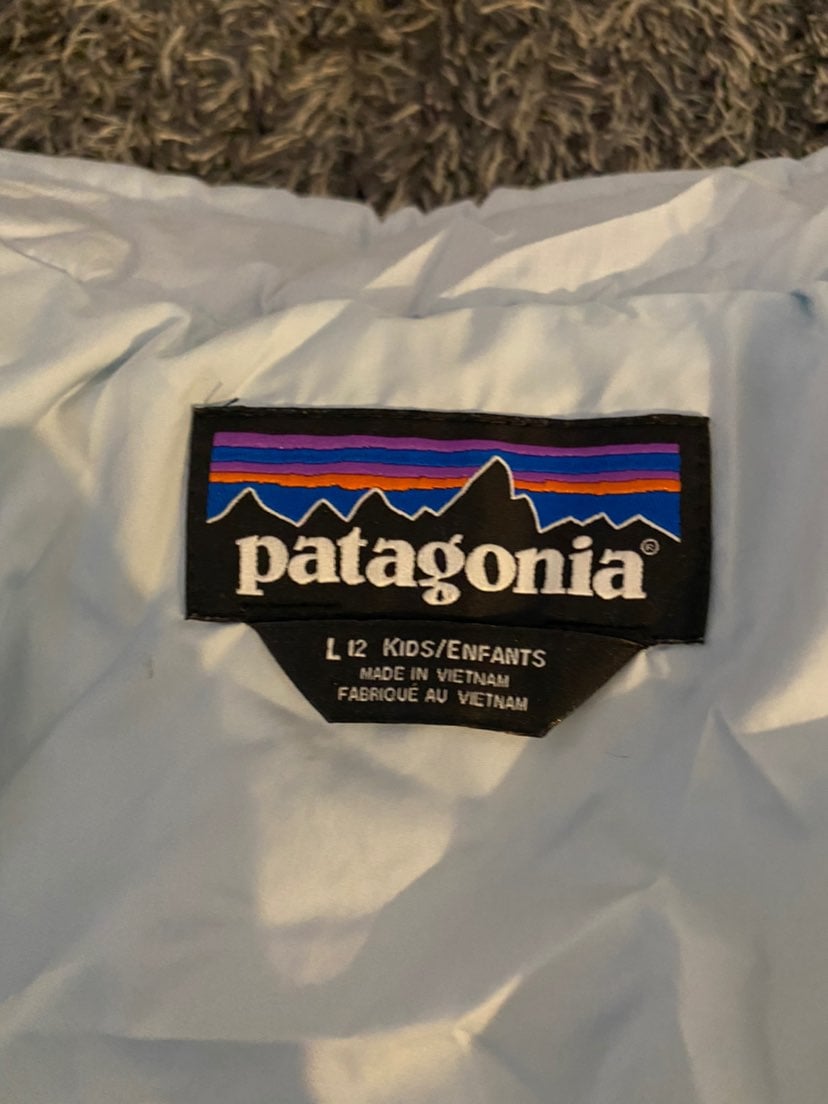 patagonia®
L 12 KIDS/ENFANTS
MADE IN VIETNAM
FABRIQUÉ AU VIETNAM